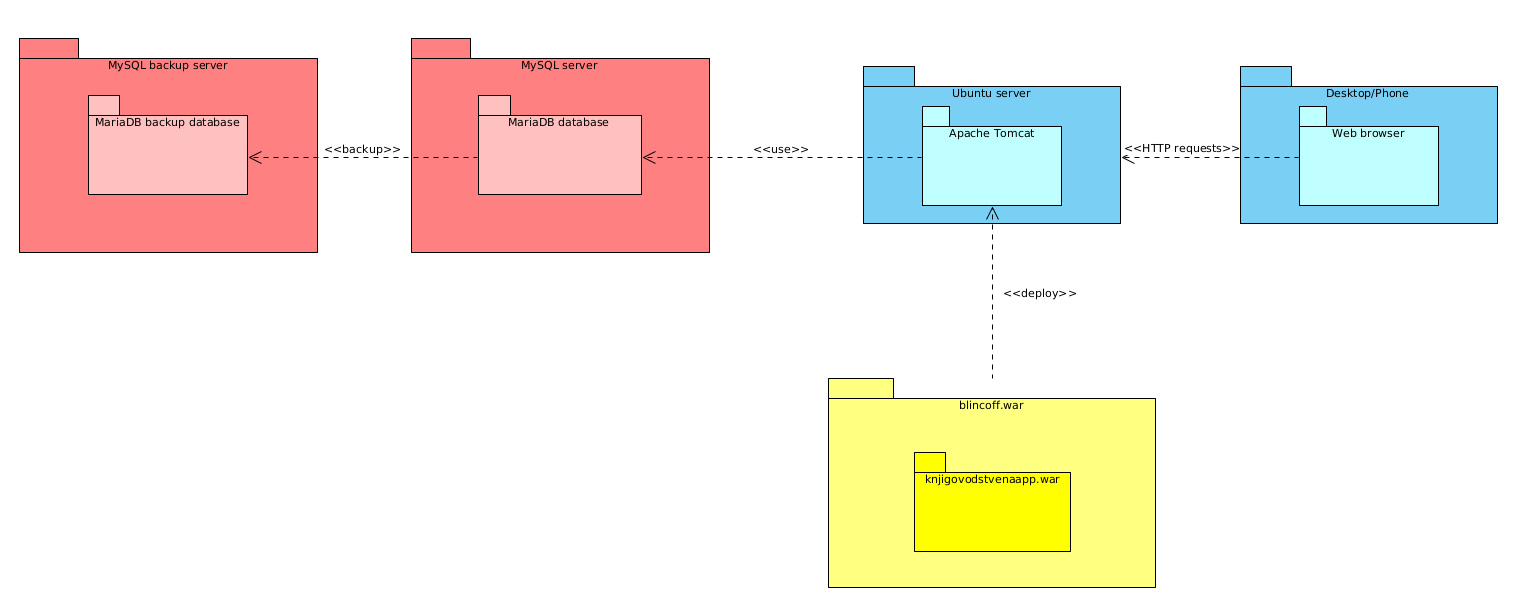 MySQL backup server
MariaDB backup database
<<backup>>
MySQL server
MariaDB database
<<use>>
Ubuntu server
Apache Tomcat
<<HTTP requests>>
Desktop/Phone
Web browser
<<deploy>>
blincoff.war
knjigovodstvenaapp.war